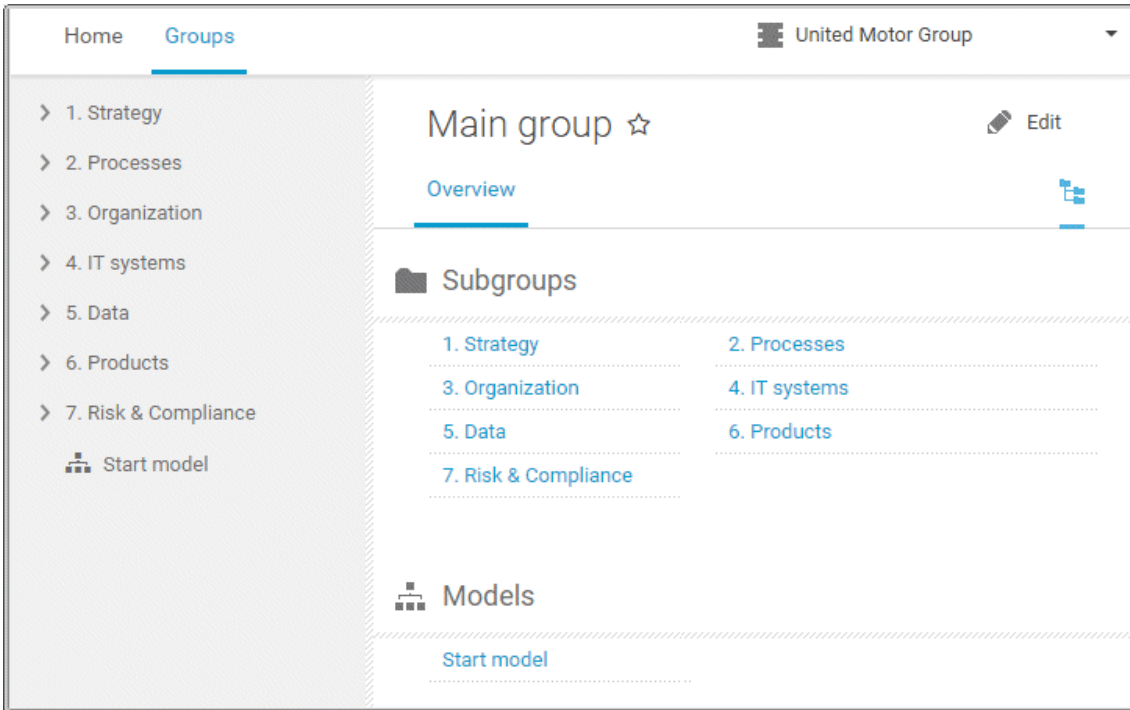 Home Groups United Motor Group
1. Strategy
2. Processes
3. Organization
4. IT systems
5. Data
6. Products
7. Risk & Compliance
Start model
Main group Edit
Overview
Subgroups
1. Strategy 2. Processes
3. Organization 4. IT systems
5. Data 6. Products
7. Risk & Compliance
Models
Start model